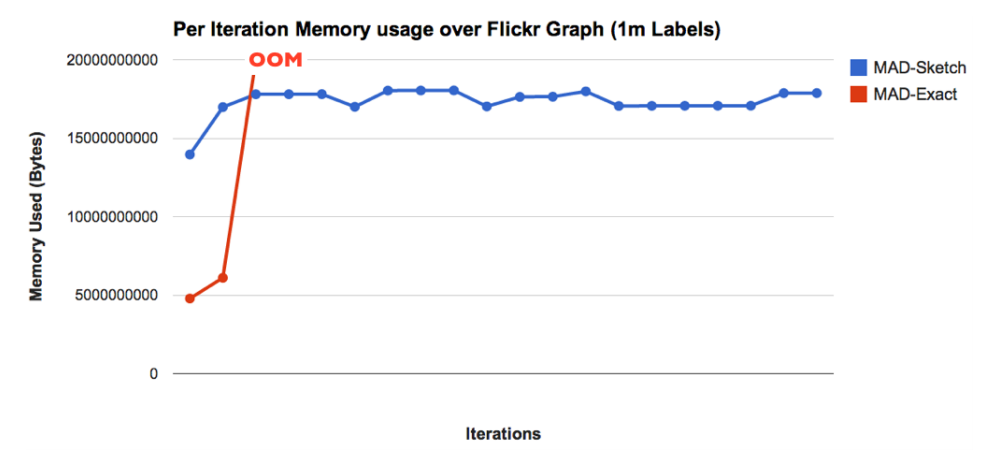 Per Iteration Memory usage over Flickr Graph (1m Labels)
20000000000
OOM
MAD-Sketch
MAD-Exact
15000000000
10000000000
5000000000
0
Memory Used (Bytes)
Iterations